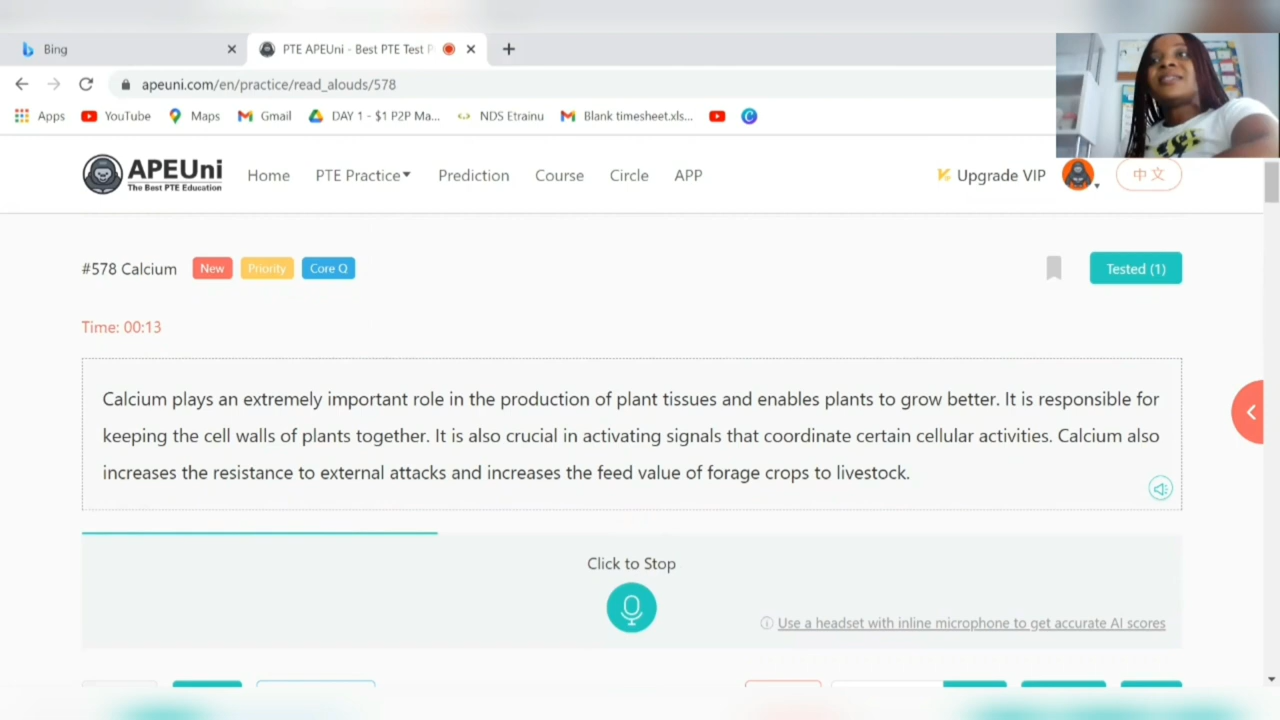 Bing
PTE APEUni - Best PTE Test P
apeuni.com/en/practice/read_alouds/578
Apps YouTube Maps Gmail DAY 1 - $1 P2P Ma... NDS Etrainu Blank timesheet.xls...
APEUni
The Best PTE Education
Home PTE Practice Prediction Course Circle APP Upgrade VIP 中文
#578 Calcium New Priority Core Q Tested (1)
Time: 00:13
Calcium plays an extremely important role in the production of plant tissues and enables plants to grow better. It is responsible for
keeping the cell walls of plants together. It is also crucial in activating signals that coordinate certain cellular activities. Calcium also
increases the resistance to external attacks and increases the feed value of forage crops to livestock.
Click to Stop
Use a headset with inline microphone to get accurate AI scores